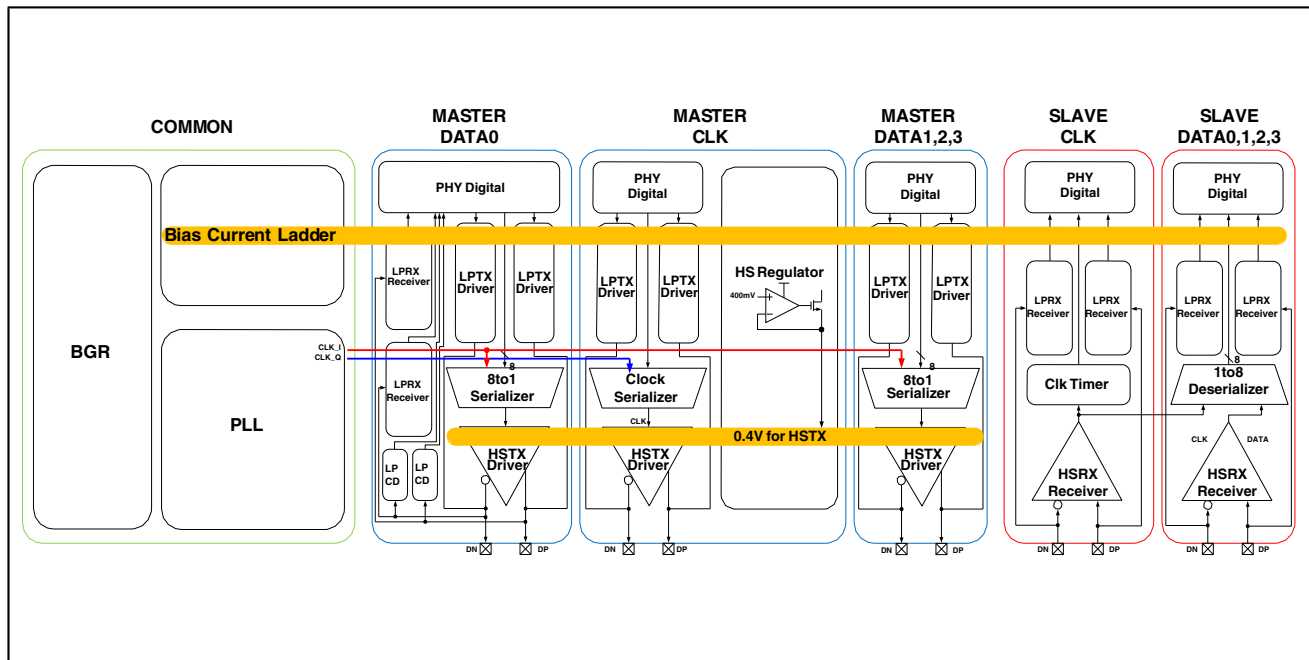 COMMON
BGR
Bias Current Ladder
PLL
CLK_I
CLK_Q
MASTER
DATA0
PHY Digital
LPRX
Receiver
LPTX
Driver
LPTX
Driver
LPRX
Receiver
8
8to1
Serializer
LP
CD
LP
CD
HSTX
Driver
DN
DP
MASTER
CLK
PHY
Digital
LPTX
Driver
LPTX
Driver
HS Regulator
400mV
Clock
Serializer
CLK
0.4V for HSTX
HSTX
Driver
DN
DP
MASTER
DATA1,2,3
PHY
Digital
LPTX
Driver
LPTX
Driver
8
8to1
Serializer
HSTX
Driver
DN
DP
SLAVE
CLK
PHY
Digital
LPRX
Receiver
LPRX
Receiver
Clk Timer
HSRX
Receiver
DN
DP
SLAVE
DATA0,1,2,3
PHY
Digital
LPRX
Receiver
LPRX
Receiver
8
1to8
Deserializer
CLK
DATA
HSRX
Receiver
DN
DP